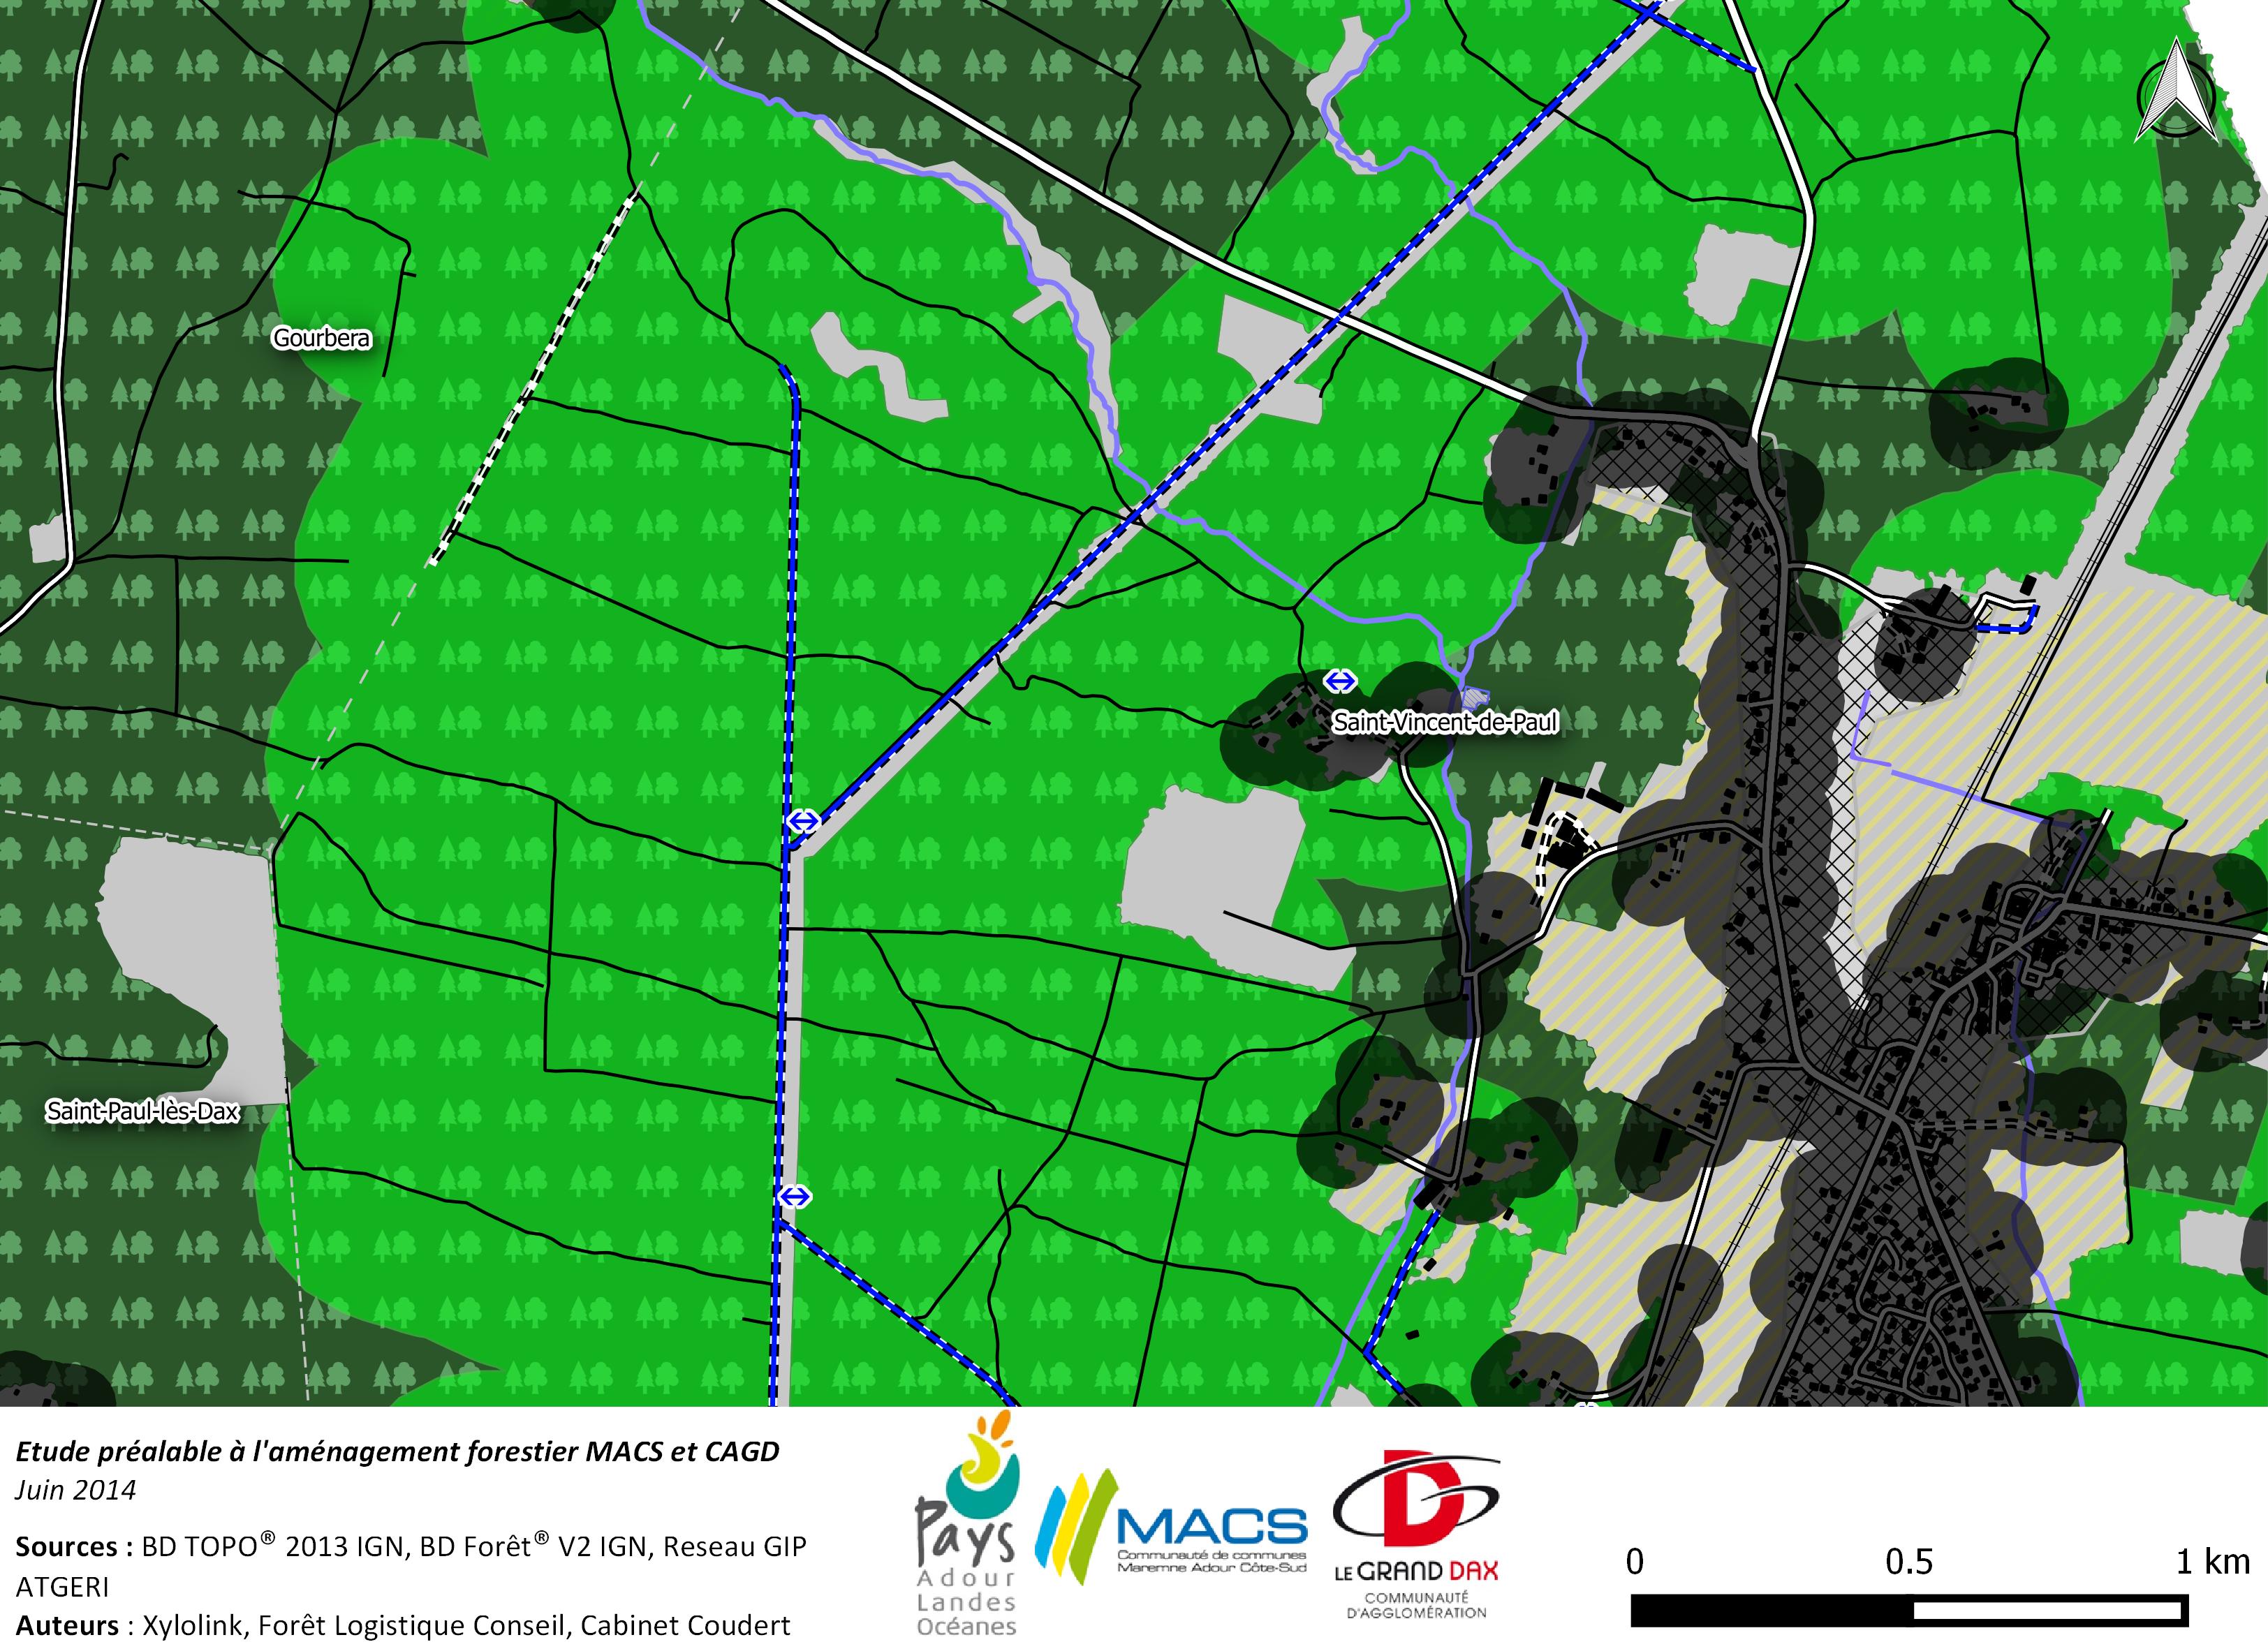 Gourbera
Saint-Vincent-de-Paul
Saint-Paul-lès-Dax
Etude préalable à l'aménagement forestier MACS et CAGD
Juin 2014
Sources : BD TOPO® 2013 IGN, BD Forêt® V2 IGN, Reseau GIP
ATGERI
Auteurs : Xylolink, Forêt Logistique Conseil, Cabinet Coudert
Pays
Adour
Landes
Océanes
MACS
Communauté de communes
Maremne Adour Côte-Sud
D
LE GRAND DAX
COMMUNAUTÉ
D'AGGLOMÉRATION
0 0.5 1 km